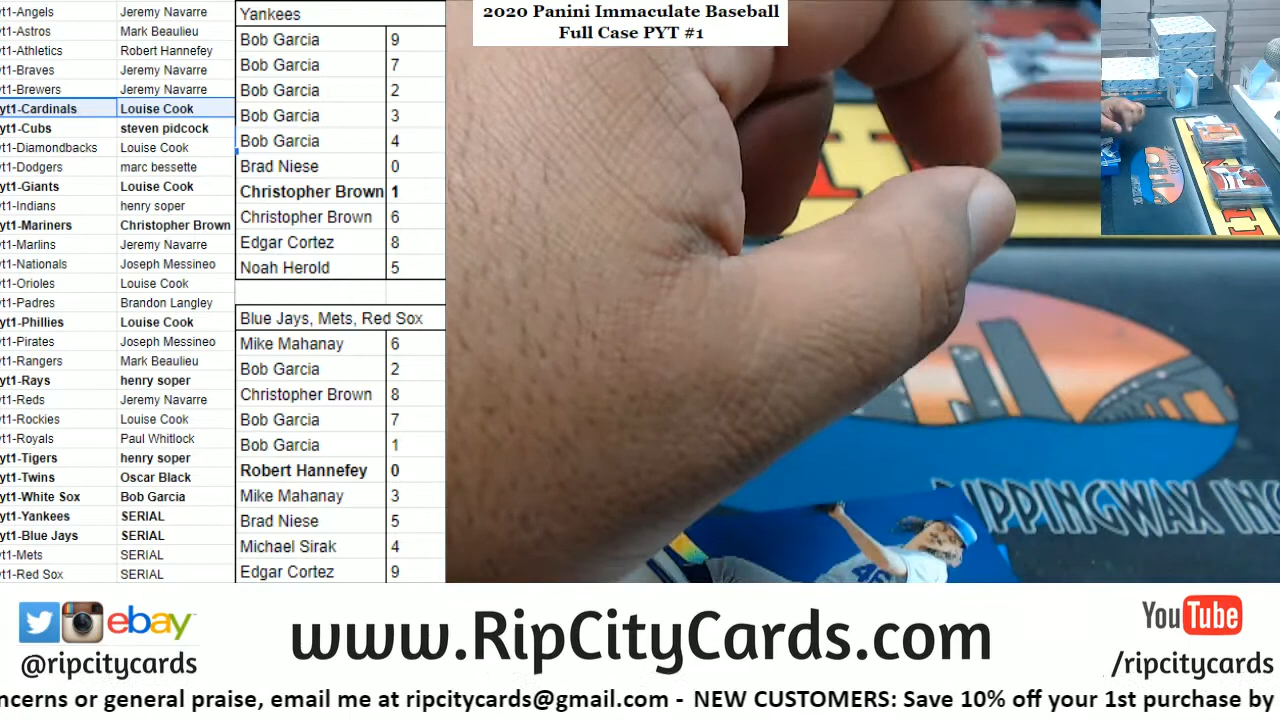 yt1-Angels Jeremy Navarre
yt1-Astros Mark Beaulieu
yt1-Athletics Robert Hannefey
yt1-Braves Jeremy Navarre
yt1-Brewers Jeremy Navarre
yt1-Cardinals Louise Cook
yt1-Cubs steven pidcock
yt1-Diamondbacks Louise Cook
yt1-Dodgers marc bessette
yt1-Giants Louise Cook
yt1-Indians henry soper
yt1-Mariners Christopher Brown
yt1-Marlins Jeremy Navarre
yt1-Nationals Joseph Messineo
yt1-Orioles Louise Cook
yt1-Padres Brandon Langley
yt1-Phillies Louise Cook
yt1-Pirates Joseph Messineo
yt1-Rangers Mark Beaulieu
yt1-Rays henry soper
yt1-Reds Jeremy Navarre
yt1-Rockies Louise Cook
yt1-Royals Paul Whitlock
yt1-Tigers henry soper
yt1-Twins Oscar Black
yt1-White Sox Bob Garcia
yt1-Yankees SERIAL
yt1-Blue Jays SERIAL
yt1-Mets SERIAL
yt1-Red Sox SERIAL
Yankees
Bob Garcia 9
Bob Garcia 7
Bob Garcia 2
Bob Garcia 3
Bob Garcia 4
Brad Niese 0
Christopher Brown 1
Christopher Brown 6
Edgar Cortez 8
Noah Herold 5
Blue Jays, Mets, Red Sox
Mike Mahanay 6
Bob Garcia 2
Christopher Brown 8
Bob Garcia 7
Bob Garcia 1
Robert Hannefey 0
Mike Mahanay 3
Brad Niese 5
Michael Sirak 4
Edgar Cortez 9
2020 Panini Immaculate Baseball
Full Case PYT #1
RIPPINGWAX INC
ebay
@ripcitycards
www.RipCityCards.com
YouTube
/ripcitycards
ncerns or general praise, email me at ripcitycards@gmail.com - NEW CUSTOMERS: Save 10% off your 1st purchase by